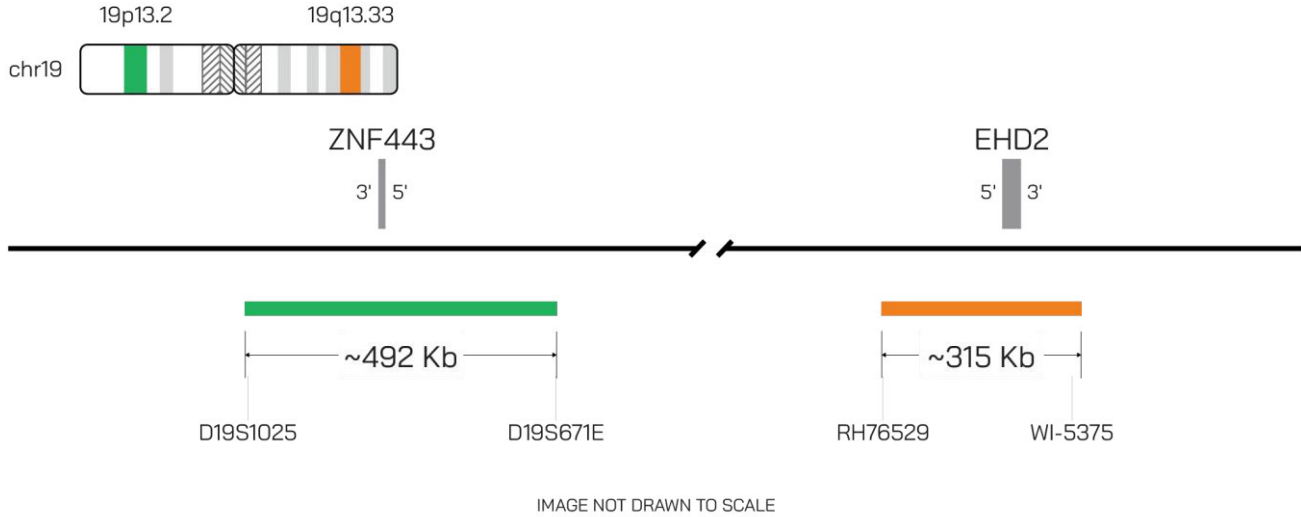 19p13.2 19q13.33
chr19
ZNF443 EHD2
3' 5' 5' 3'
~492 Kb ~315 Kb
D19S1025 D19S671E RH76529 WI-5375
IMAGE NOT DRAWN TO SCALE